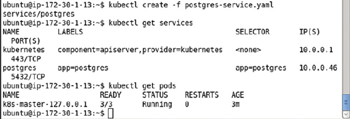 ubuntu@ip-172-30-1-13:~$ kubectl create -f postgres-service.yaml
services/postgres
ubuntu@ip-172-30-1-13:~$ kubectl get services
NAME LABELS SELECTOR IP(S)
PORT(S)
kubernetes component=apiserver,provider=kubernetes <none> 10.0.0.1
443/TCP
postgres app=postgres app=postgres 10.0.0.46
5432/TCP
ubuntu@ip-172-30-1-13:~$ kubectl get pods
NAME READY STATUS RESTARTS AGE
k8s-master-127.0.0.1 3/3 Running 0 3m
ubuntu@ip-172-30-1-13:~$